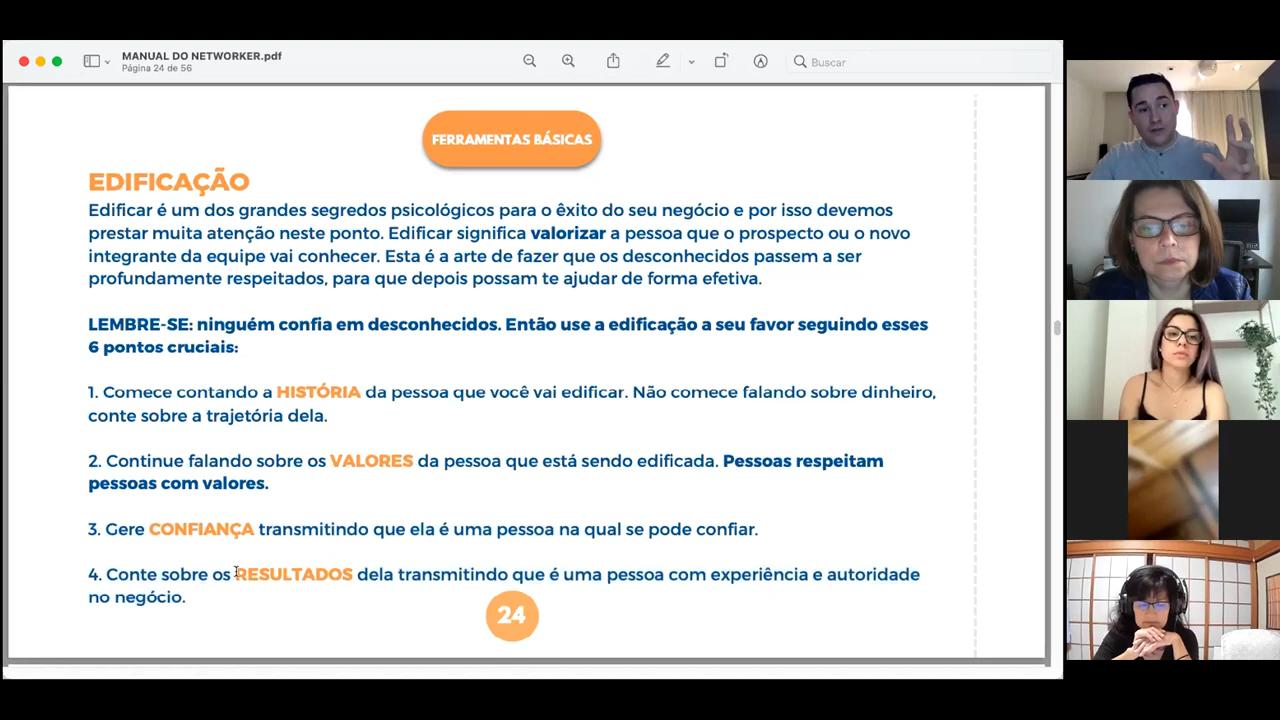 MANUAL DO NETWORKER.pdf
Página 24 de 56
Buscar
FERRAMENTAS BÁSICAS
EDIFICAÇÃO
Edificar é um dos grandes segredos psicológicos para o êxito do seu negócio e por isso devemos
prestar muita atenção neste ponto. Edificar significa valorizar a pessoa que o prospecto ou o novo
integrante da equipe vai conhecer. Esta é a arte de fazer que os desconhecidos passem a ser
profundamente respeitados, para que depois possam te ajudar de forma efetiva.
LEMBRE-SE: ninguém confia em desconhecidos. Então use a edificação a seu favor seguindo esses
6 pontos cruciais:
1. Comece contando a HISTÓRIA da pessoa que você vai edificar. Não comece falando sobre dinheiro,
conte sobre a trajetória dela.
2. Continue falando sobre os VALORES da pessoa que está sendo edificada. Pessoas respeitam
pessoas com valores.
3. Gere CONFIANÇA transmitindo que ela é uma pessoa na qual se pode confiar.
4. Conte sobre os RESULTADOS dela transmitindo que é uma pessoa com experiência e autoridade
no negócio.
24